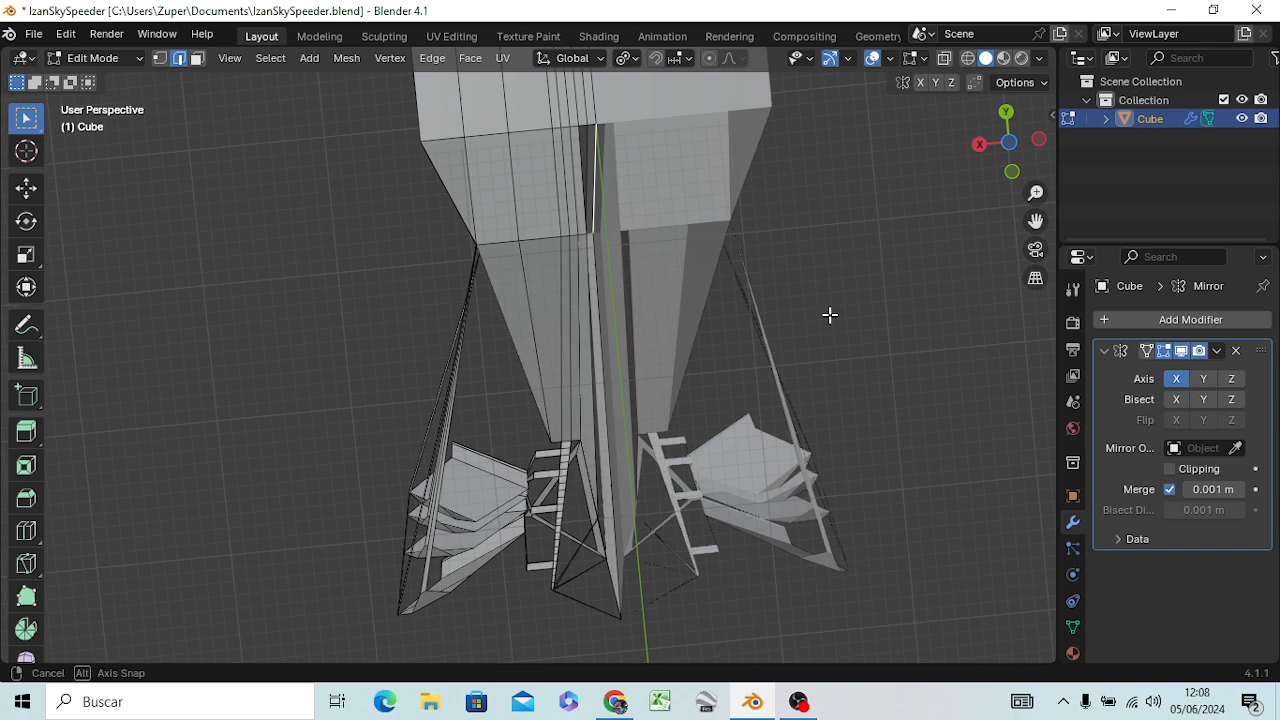 * IzanSkySpeeder [C:\Users\Zuper\Documents\IzanSkySpeeder.blend] - Blender 4.1
File Edit Render Window Help Layout Modeling Sculpting UV Editing Texture Paint Shading Animation Rendering Compositing Geometr Scene ViewLayer
Edit Mode View Select Add Mesh Vertex Edge Face UV Global Search
X Y Z Options
Scene Collection
Collection
Cube
User Perspective
(1) Cube
Y
X
Search
Cube > Mirror
+ Add Modifier
Axis X Y Z
Bisect X Y Z
Flip X Y Z
Mirror O... Object
Clipping
Merge 0.001 m
Bisect Di... 0.001 m
> Data
Cancel Alt Axis Snap 4.1.1
Buscar
12:08
05/06/2024
2